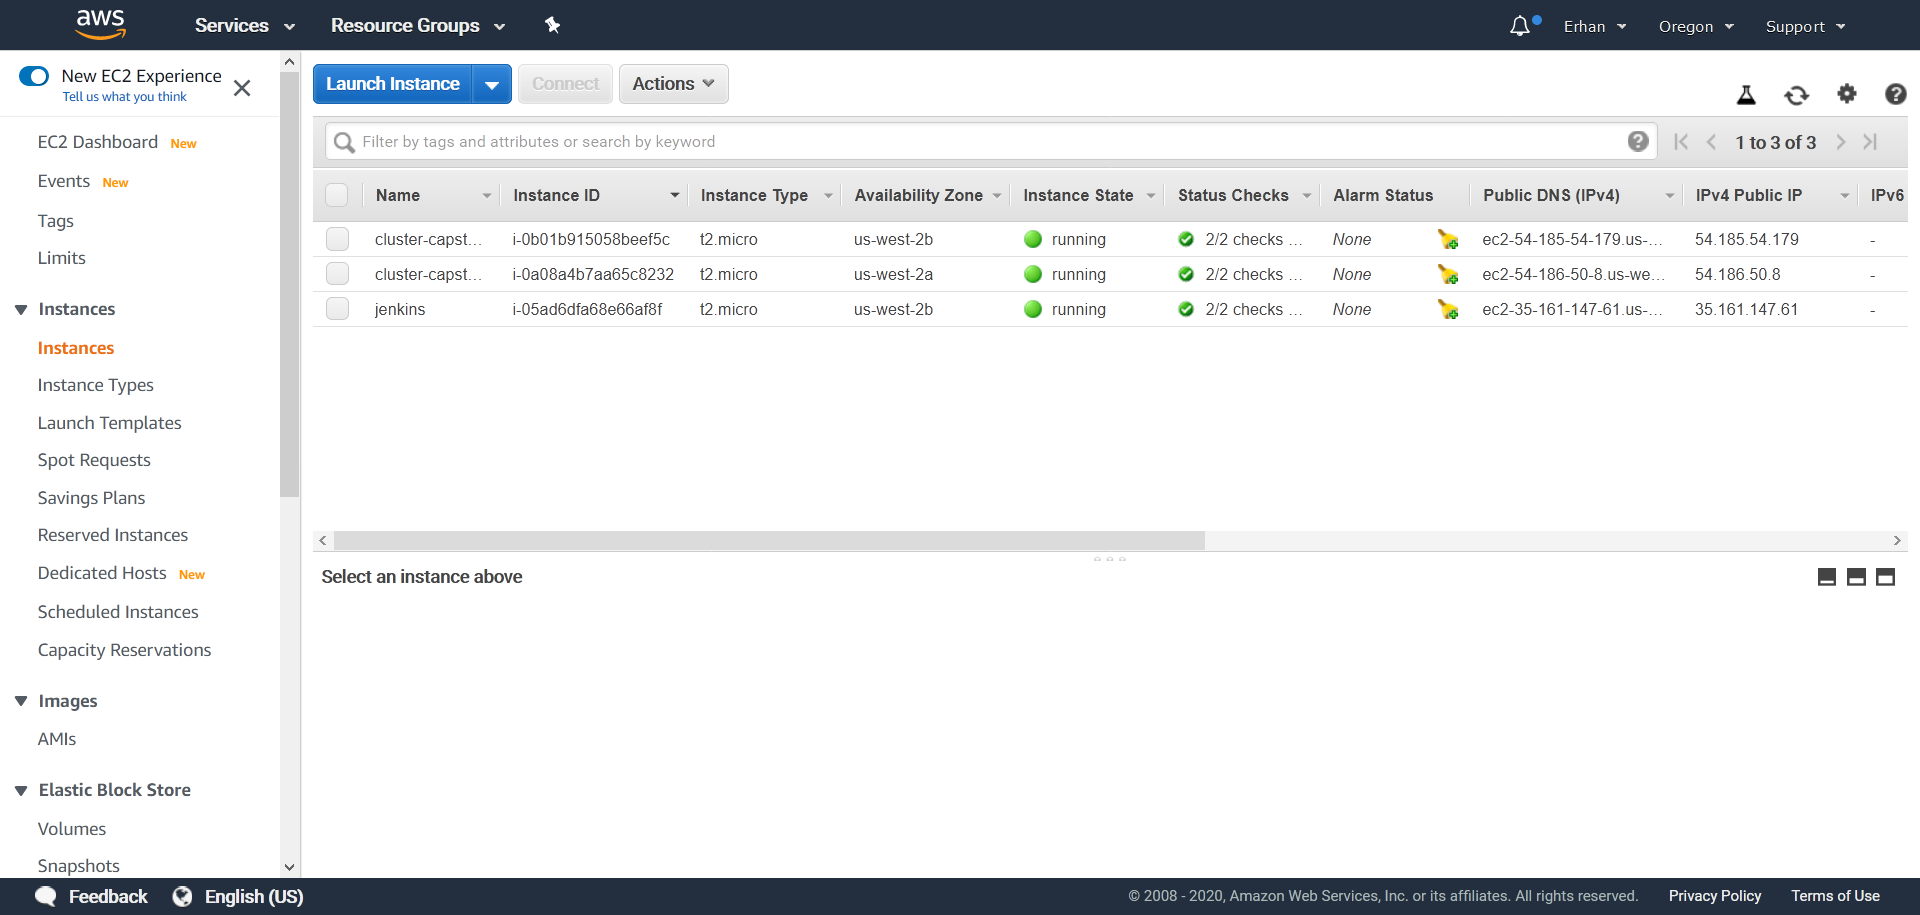 aws Services Resource Groups Erhan Oregon Support
New EC2 Experience
Tell us what you think
EC2 Dashboard New
Events New
Tags
Limits
Instances
Instances
Instance Types
Launch Templates
Spot Requests
Savings Plans
Reserved Instances
Dedicated Hosts New
Scheduled Instances
Capacity Reservations
Images
AMIs
Elastic Block Store
Volumes
Snapshots
Launch Instance Connect Actions
Filter by tags and attributes or search by keyword 1 to 3 of 3
Name Instance ID Instance Type Availability Zone Instance State Status Checks Alarm Status Public DNS (IPv4) IPv4 Public IP IPv6
cluster-capst... i-0b01b915058beef5c t2.micro us-west-2b running 2/2 checks ... None ec2-54-185-54-179.us-... 54.185.54.179 -
cluster-capst... i-0a08a4b7aa65c8232 t2.micro us-west-2a running 2/2 checks ... None ec2-54-186-50-8.us-we... 54.186.50.8 -
jenkins i-05ad6dfa68e66af8f t2.micro us-west-2b running 2/2 checks ... None ec2-35-161-147-61.us-... 35.161.147.61 -
Select an instance above
Feedback English (US) © 2008 - 2020, Amazon Web Services, Inc. or its affiliates. All rights reserved. Privacy Policy Terms of Use